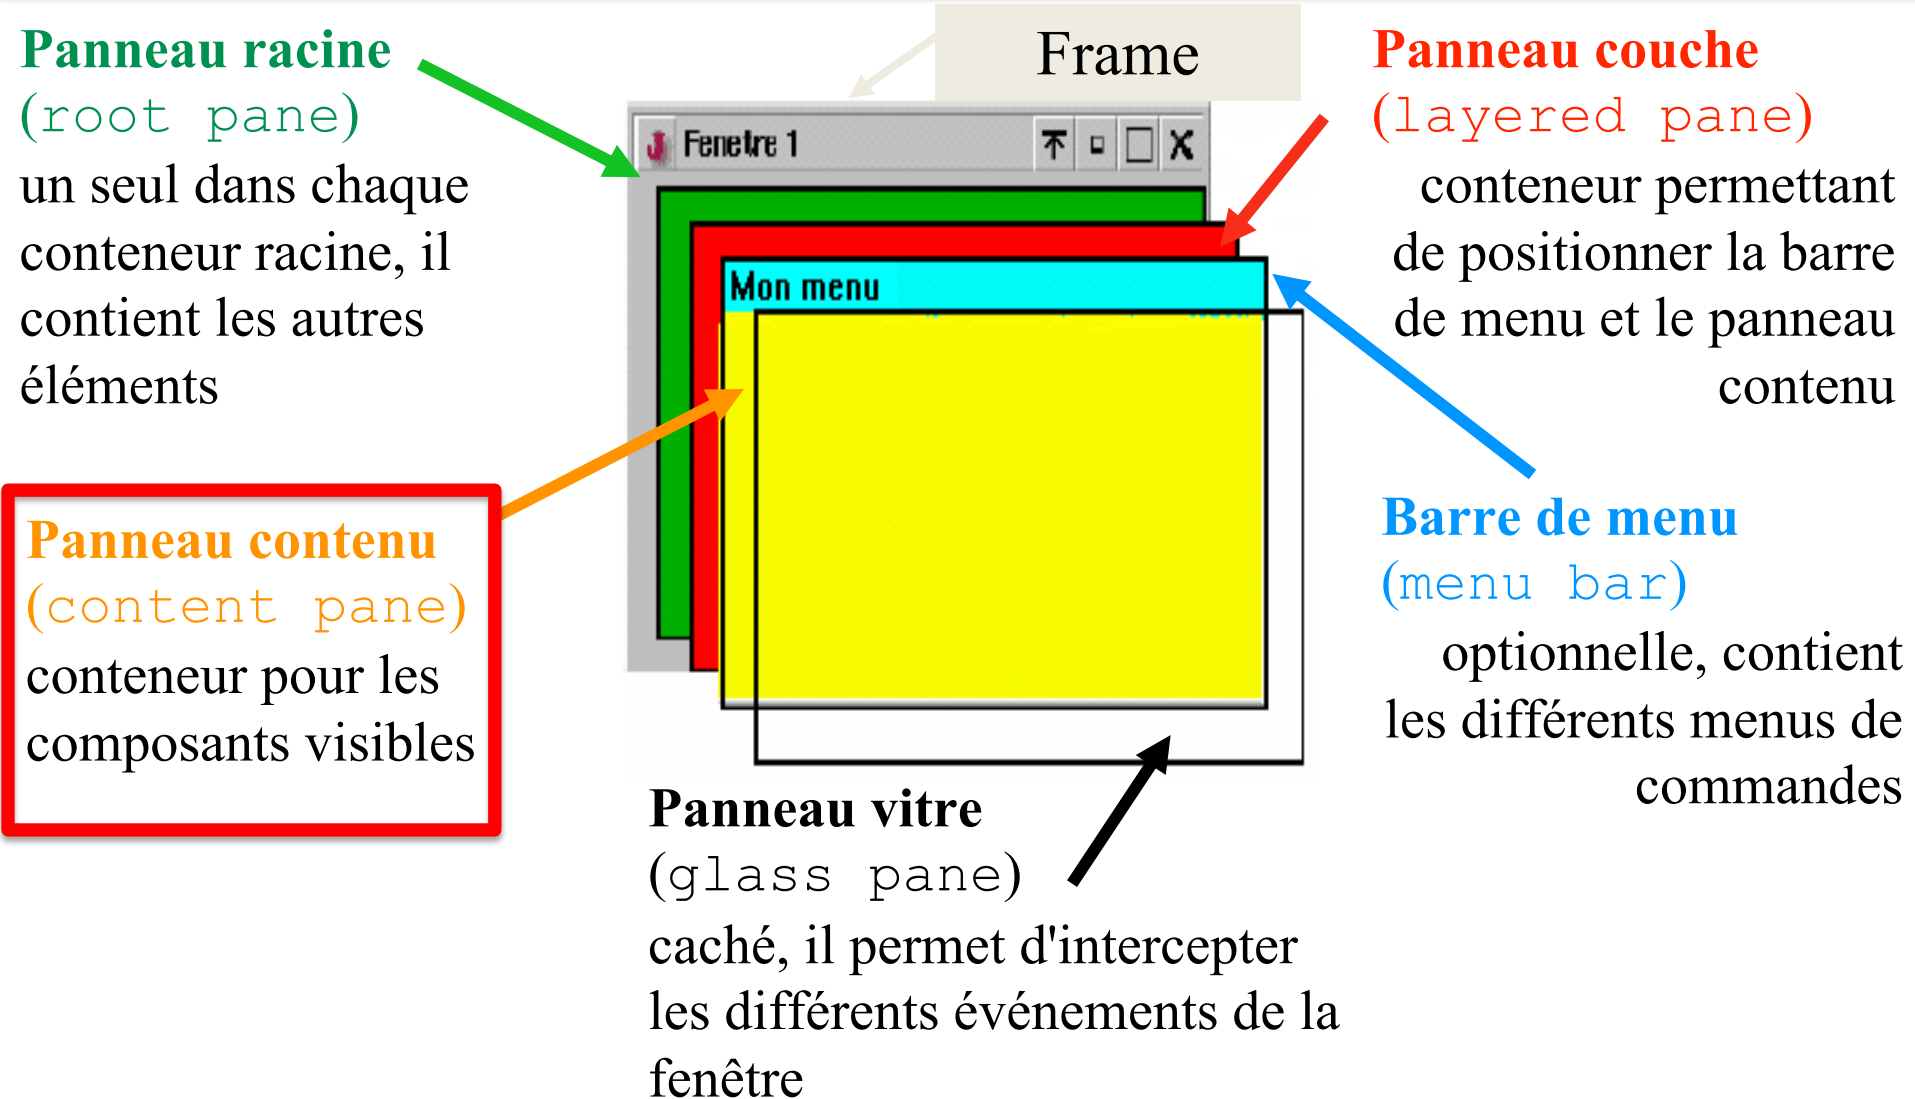 Panneau racine
(root pane)
un seul dans chaque
conteneur racine, il
contient les autres
éléments
Frame
Panneau couche
(layered pane)
conteneur permettant
de positionner la barre
de menu et le panneau
contenu
J Fenetre 1
Mon menu
Panneau contenu
(content pane)
conteneur pour les
composants visibles
Barre de menu
(menu bar)
optionnelle, contient
les différents menus de
commandes
Panneau vitre
(glass pane)
caché, il permet d'intercepter
les différents événements de la
fenêtre